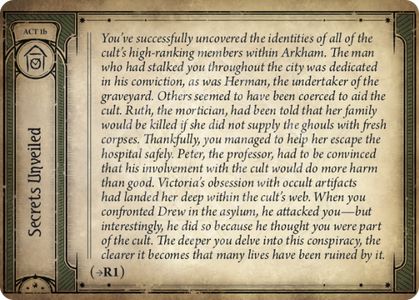 ACT 1b
Secrets Unveiled
You've successfully uncovered the identities of all of the
cult's high-ranking members within Arkham. The man
who had stalked you throughout the city was dedicated
in his conviction, as was Herman, the undertaker of the
graveyard. Others seemed to have been coerced to aid the
cult. Ruth, the mortician, had been told that her family
would be killed if she did not supply the ghouls with fresh
corpses. Thankfully, you managed to help her escape the
hospital safely. Peter, the professor, had to be convinced
that his involvement with the cult would do more harm
than good. Victoria's obsession with occult artifacts
had landed her deep within the cult's web. When you
confronted Drew in the asylum, he attacked you—but
interestingly, he did so because he thought you were part
of the cult. The deeper you delve into this conspiracy, the
clearer it becomes that many lives have been ruined by it.
(→R1)